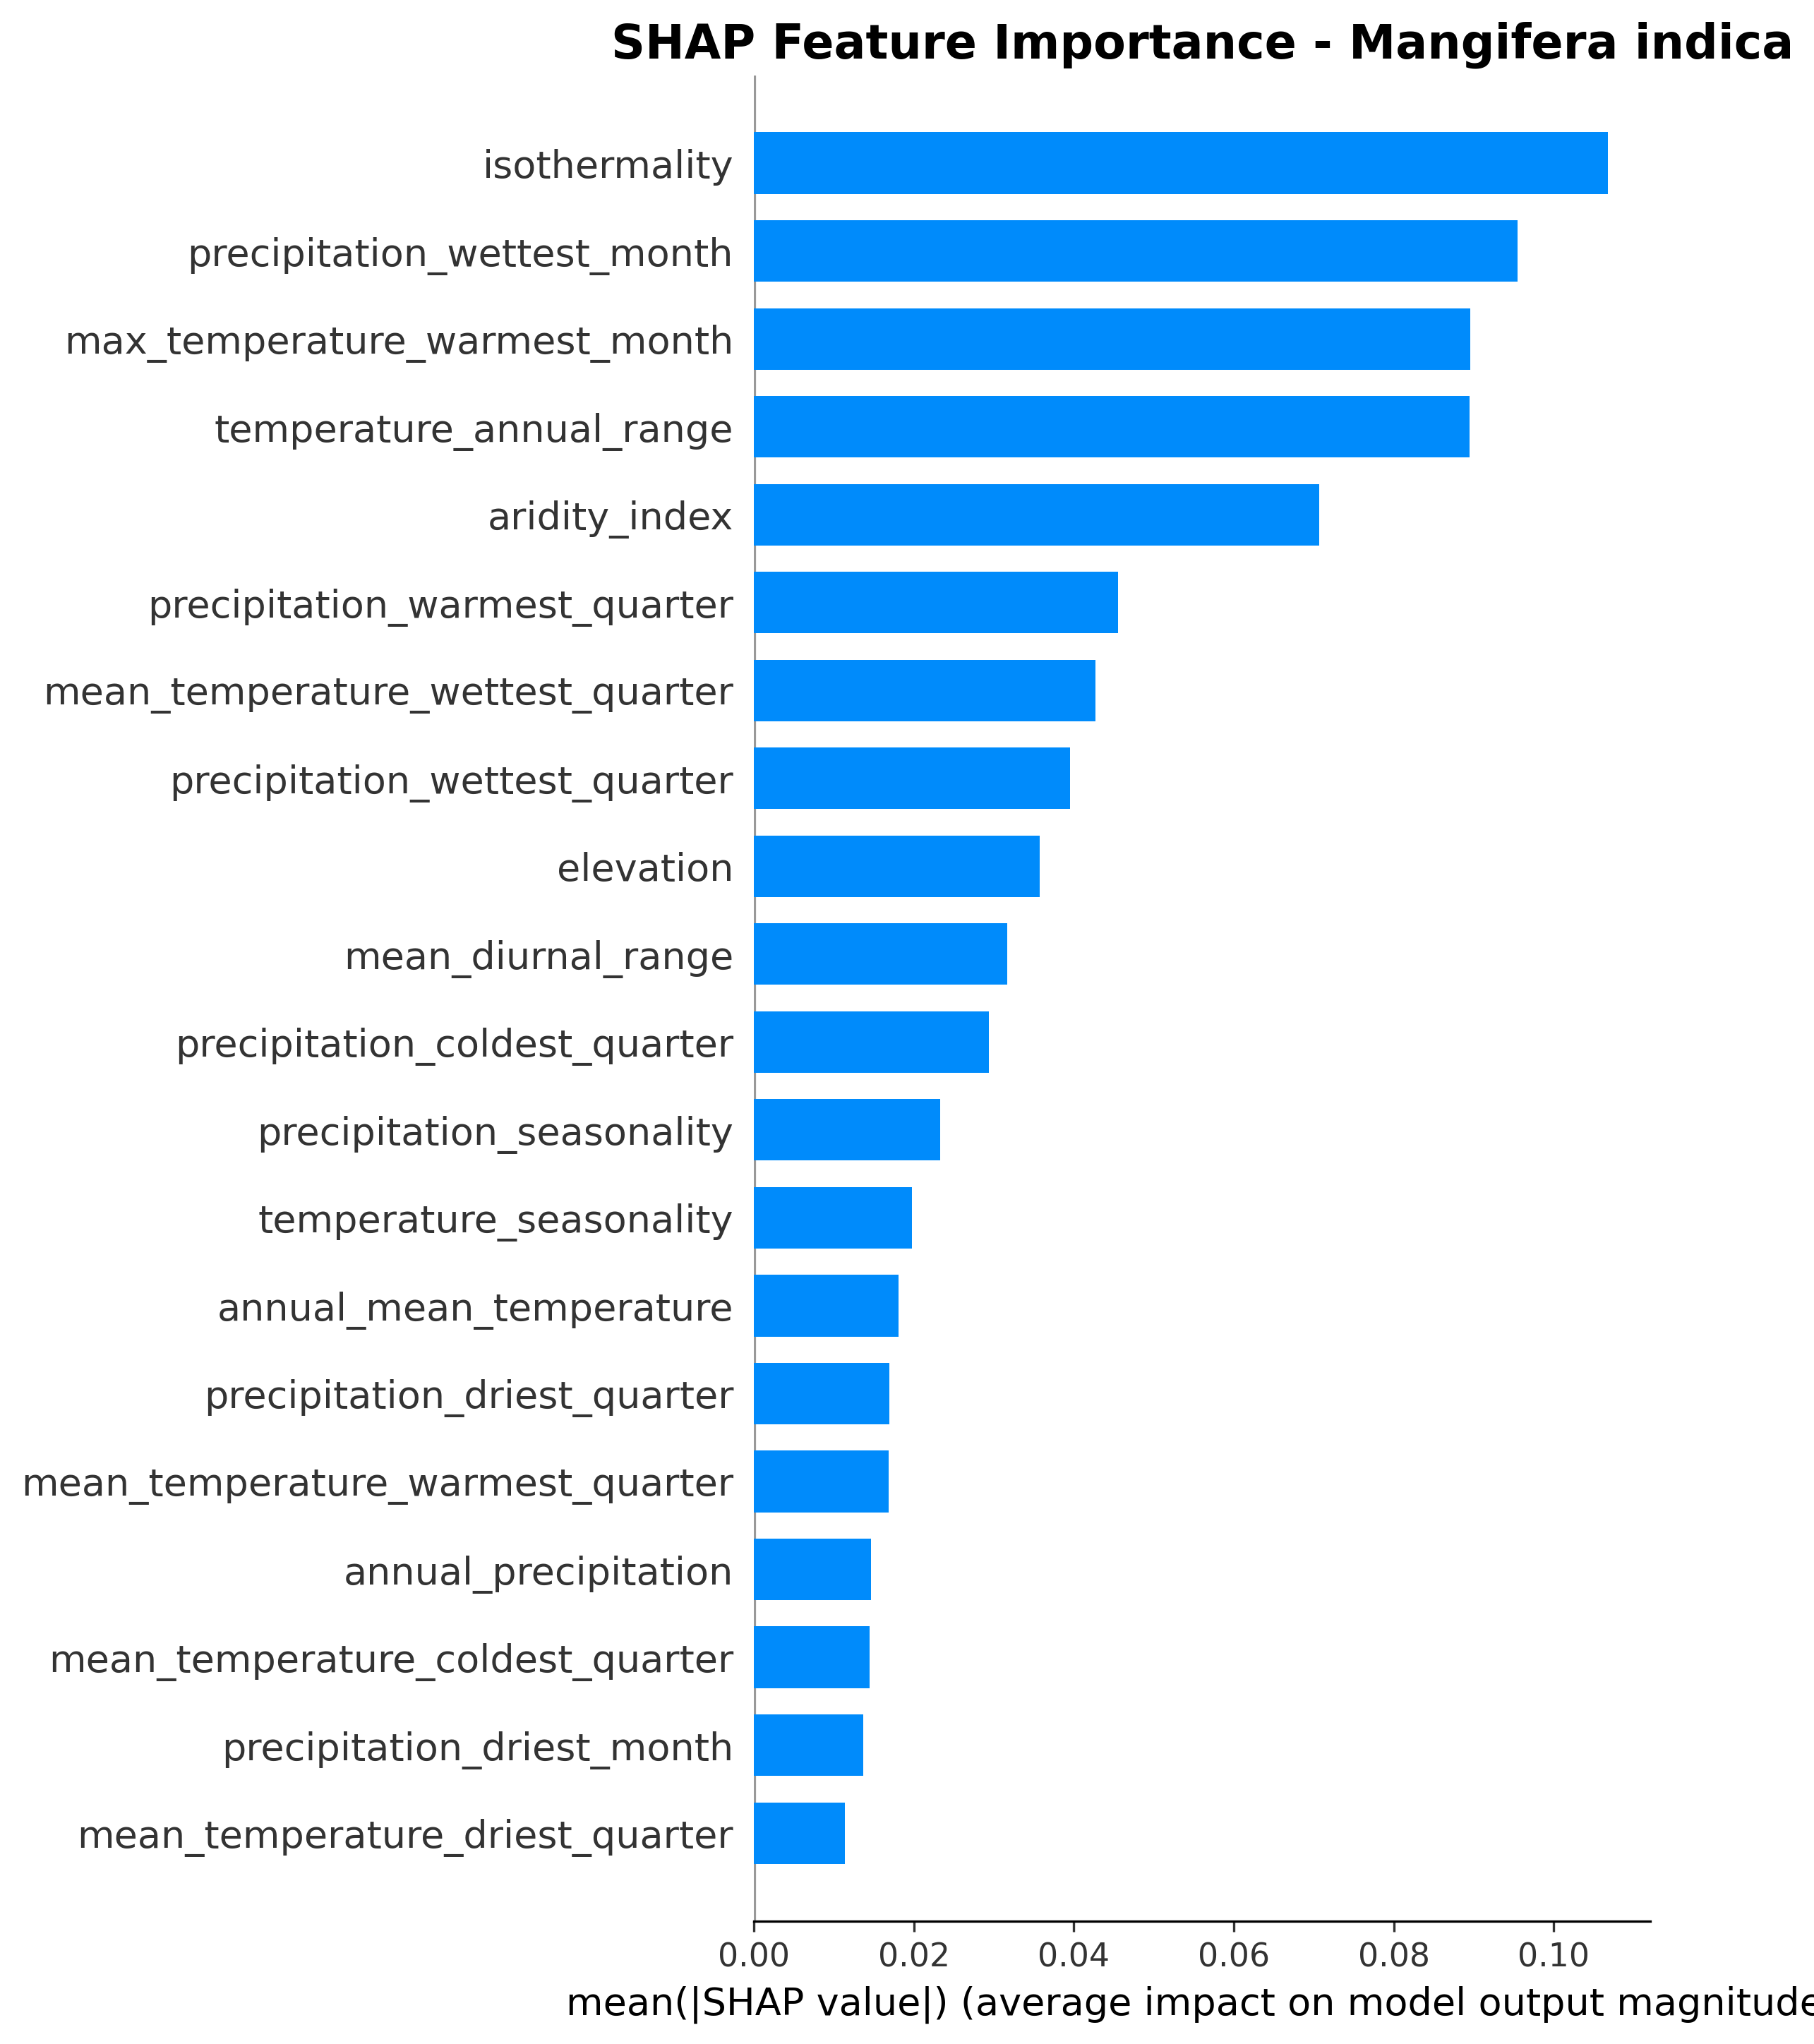 SHAP Feature Importance - Mangifera indica
isothermality
precipitation_wettest_month
max_temperature_warmest_month
temperature_annual_range
aridity_index
precipitation_warmest_quarter
mean_temperature_wettest_quarter
precipitation_wettest_quarter
elevation
mean_diurnal_range
precipitation_coldest_quarter
precipitation_seasonality
temperature_seasonality
annual_mean_temperature
precipitation_driest_quarter
mean_temperature_warmest_quarter
annual_precipitation
mean_temperature_coldest_quarter
precipitation_driest_month
mean_temperature_driest_quarter
0.00 0.02 0.04 0.06 0.08 0.10
mean(|SHAP value|) (average impact on model output magnitude